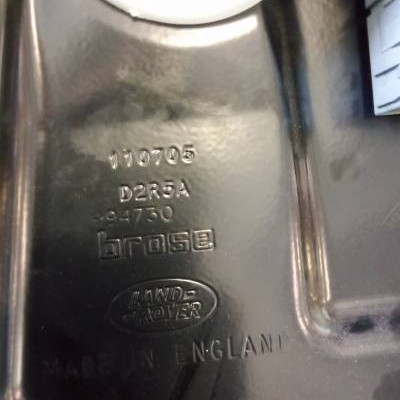 110705
D2R5A
494730
brose
LAND-
ROVER
MADE IN ENGLAND